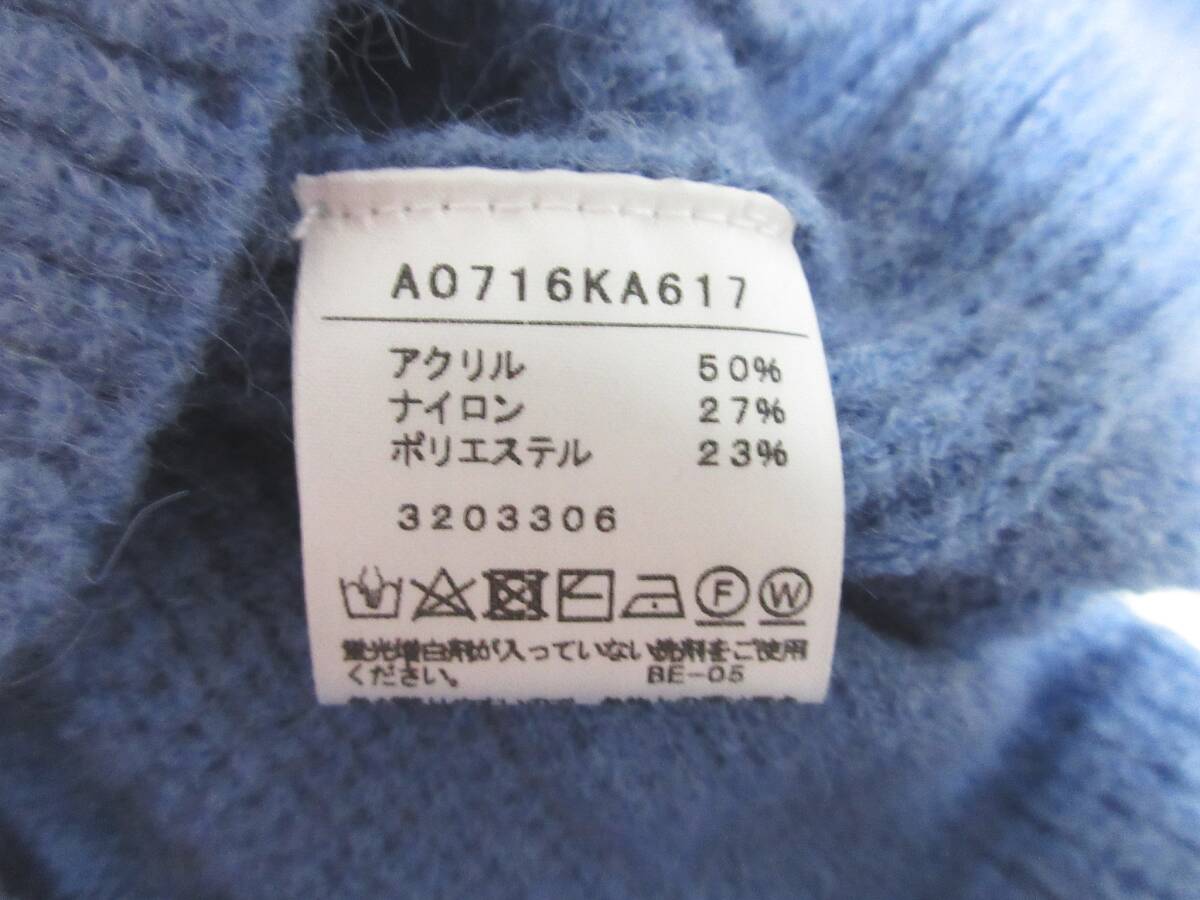 A0716KA617
アクリル 50%
ナイロン 27%
ポリエステル 23%
3203306
F W
蛍光増白剤が入っていない洗剤をご使用
ください。 BE-05